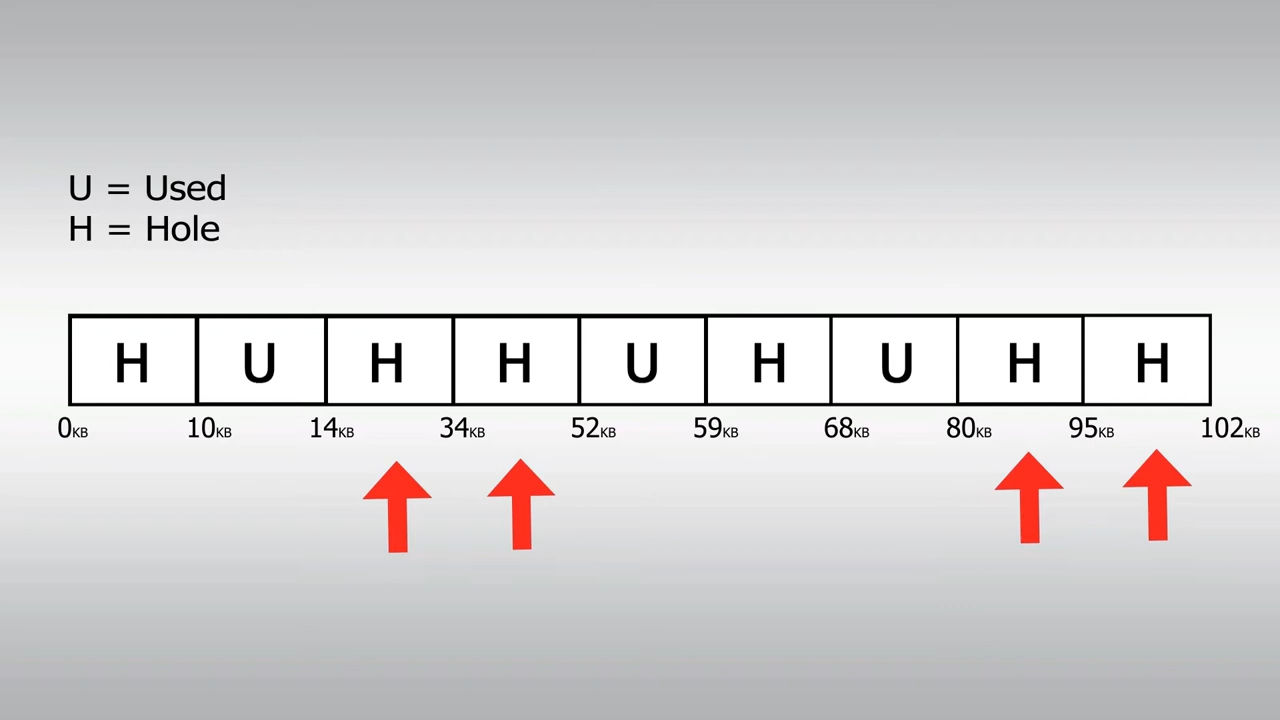 U = Used
H = Hole
H U H H U H U H H
0KB 10KB 14KB 34KB 52KB 59KB 68KB 80KB 95KB 102KB